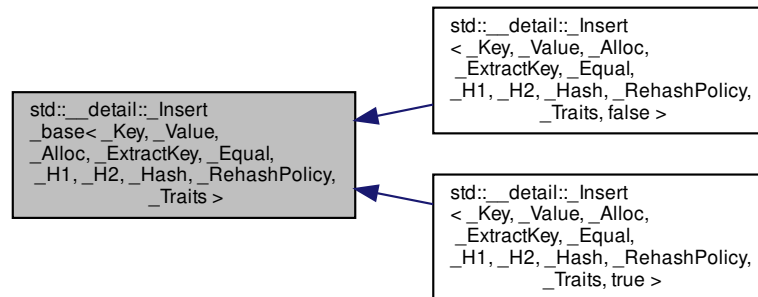 std::__detail::_Insert
_base< _Key, _Value,
_Alloc, _ExtractKey, _Equal,
_H1, _H2, _Hash, _RehashPolicy,
_Traits >
std::__detail::_Insert
< _Key, _Value, _Alloc,
_ExtractKey, _Equal,
_H1, _H2, _Hash, _RehashPolicy,
_Traits, false >
std::__detail::_Insert
< _Key, _Value, _Alloc,
_ExtractKey, _Equal,
_H1, _H2, _Hash, _RehashPolicy,
_Traits, true >